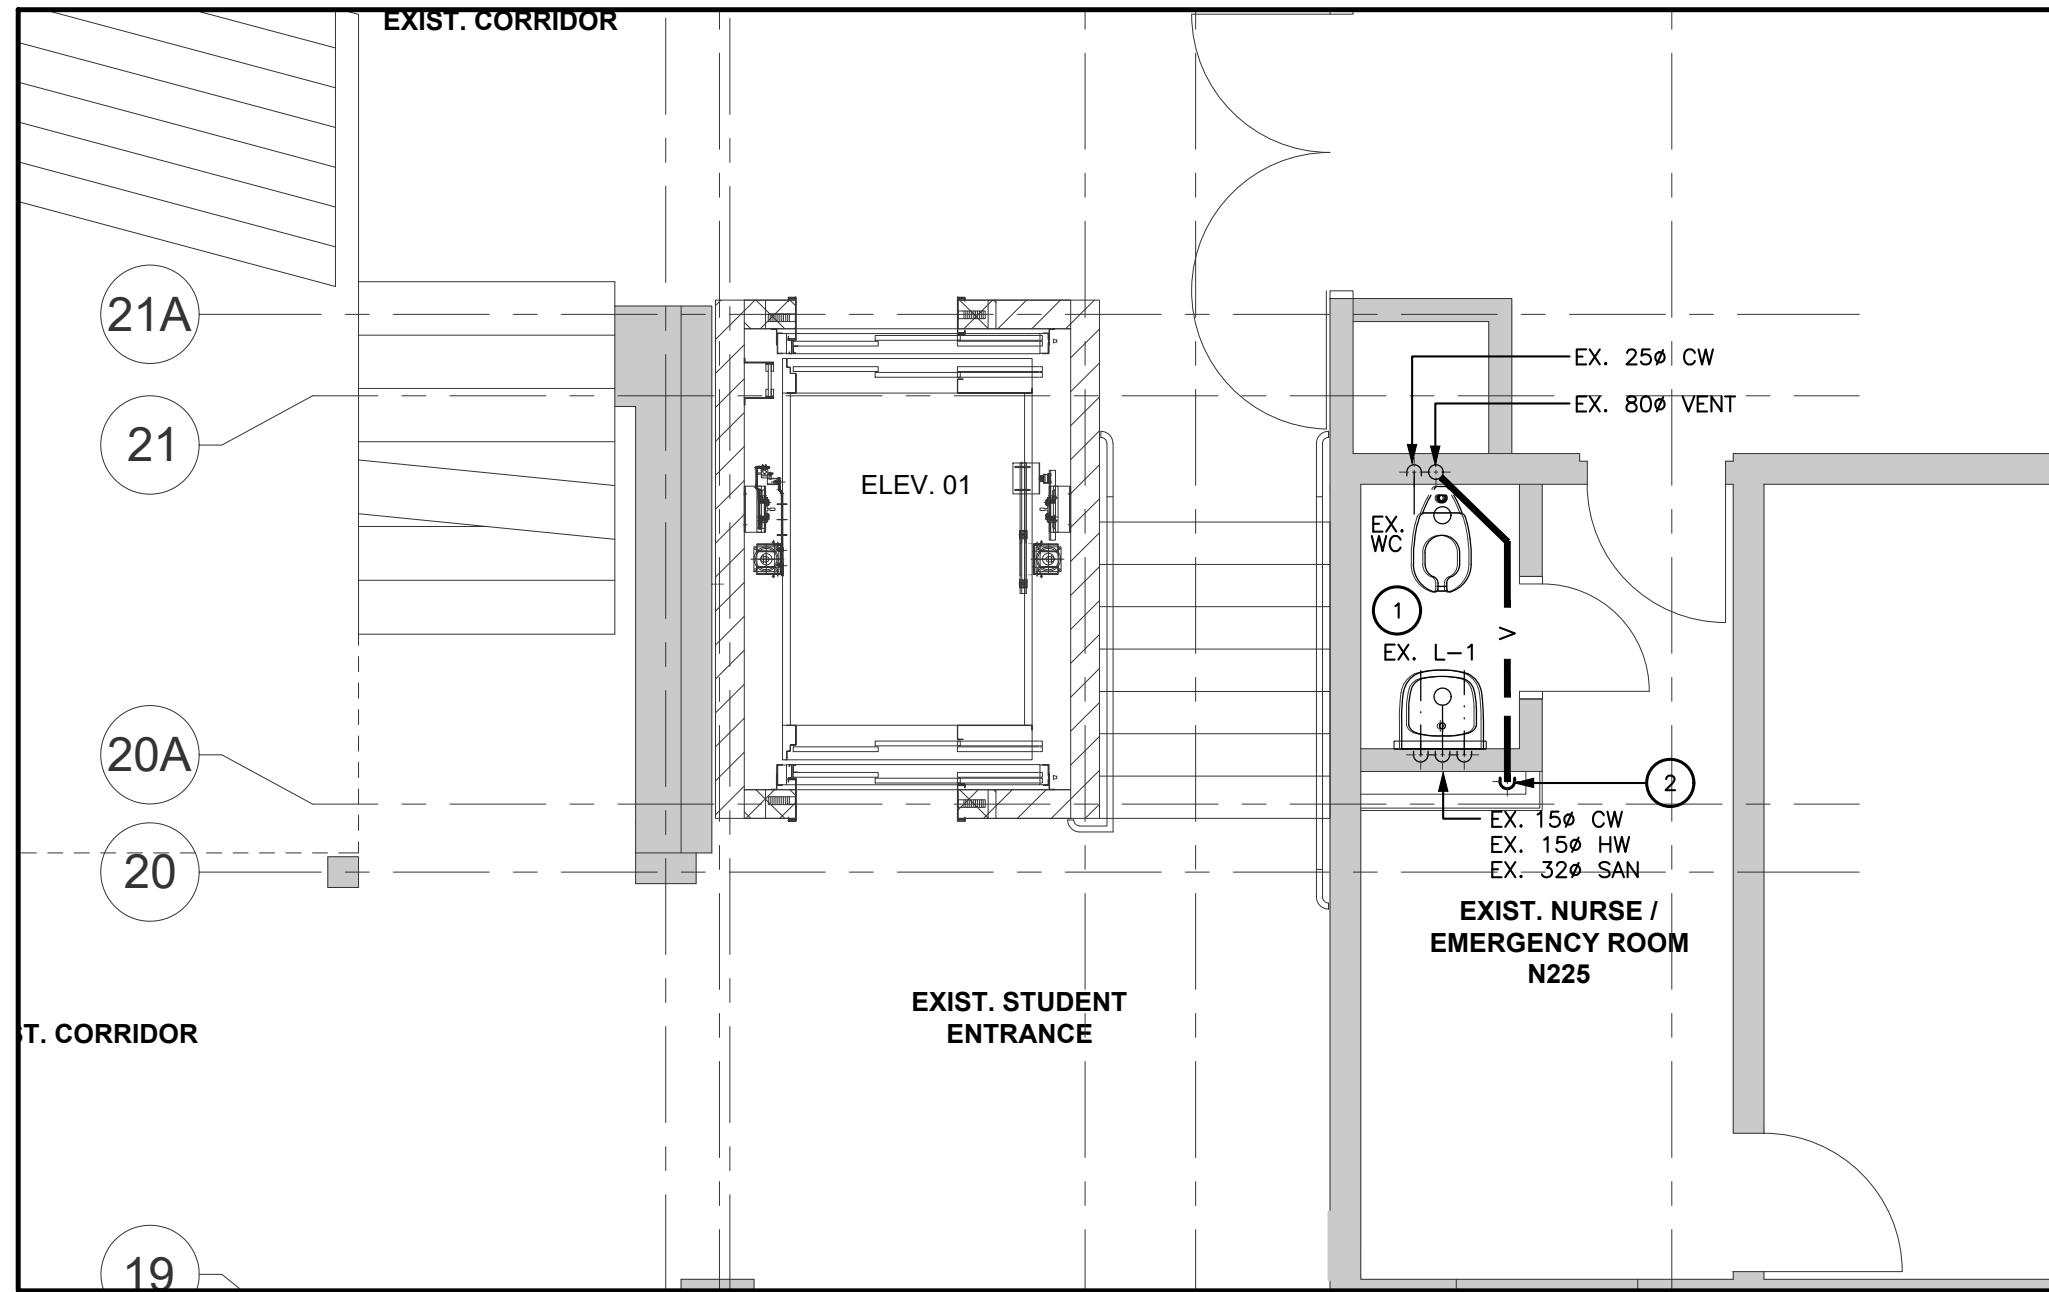 EXIST. CORRIDOR
21A
EX. 25ø CW
EX. 80ø VENT
21
ELEV. 01
EX.
WC
1
V
EX. L-1
20A
2
EX. 15ø CW
EX. 15ø HW
EX. 32ø SAN
20
EXIST. NURSE /
EMERGENCY ROOM
N225
EXIST. STUDENT
ENTRANCE
ST. CORRIDOR
19